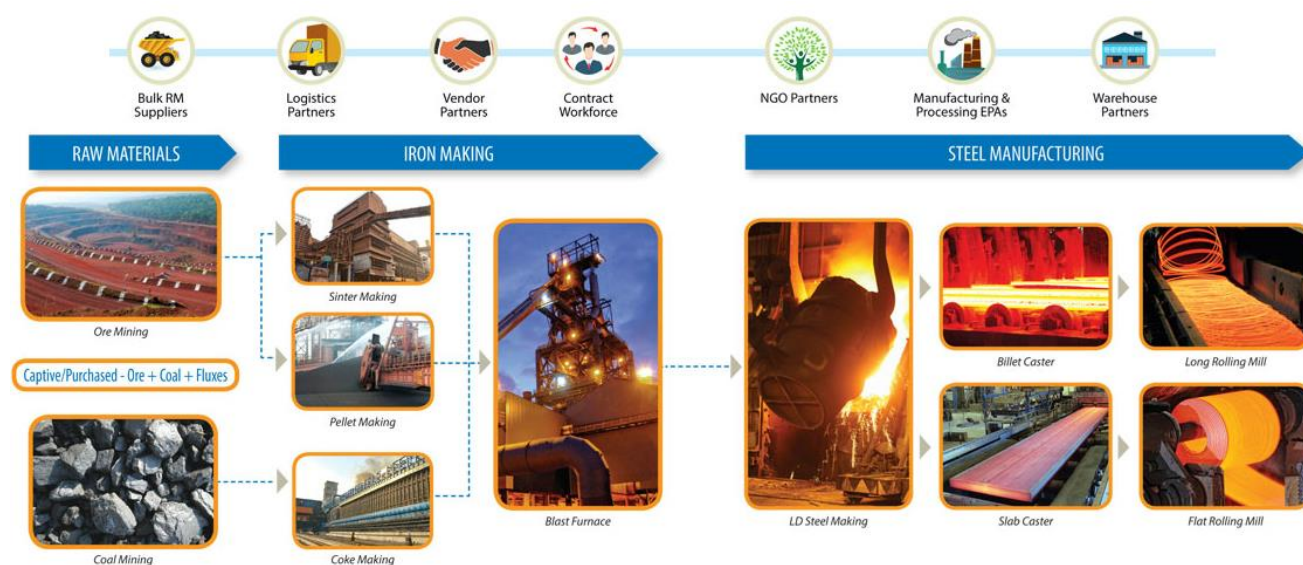 Bulk RM
Suppliers
Logistics
Partners
Vendor
Partners
Contract
Workforce
NGO Partners
Manufacturing &
Processing EPAs
Warehouse
Partners
RAW MATERIALS
IRON MAKING
STEEL MANUFACTURING
Ore Mining
Captive/Purchased - Ore + Coal + Fluxes
Coal Mining
Sinter Making
Pellet Making
Coke Making
Blast Furnace
LD Steel Making
Billet Caster
Long Rolling Mill
Slab Caster
Flat Rolling Mill